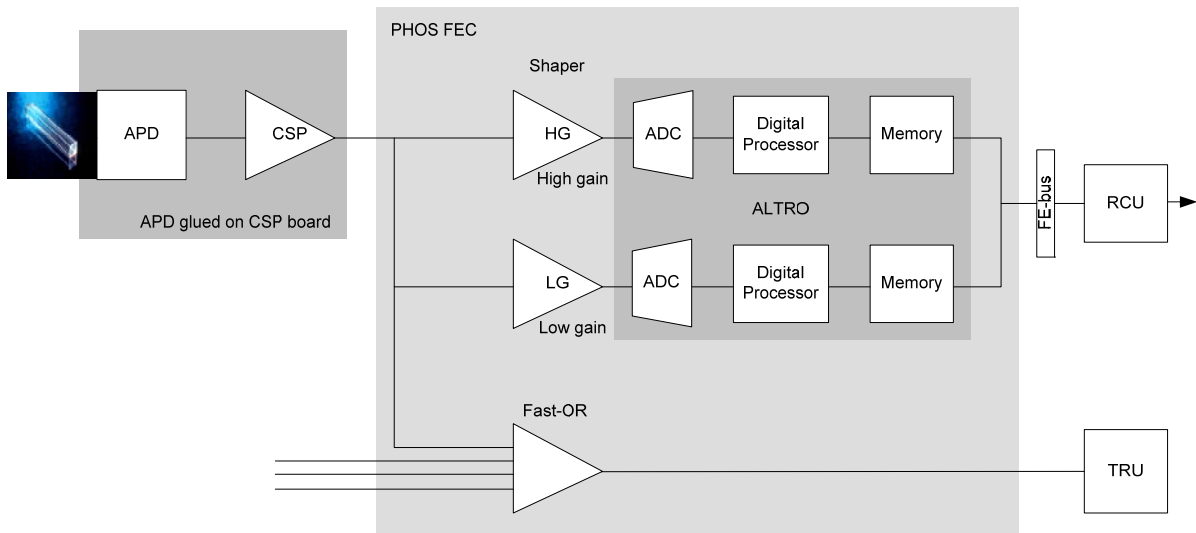 PHOS FEC
Shaper
APD
CSP
HG
ADC
Digital
Processor
Memory
High gain
APD glued on CSP board
ALTRO
FE-bus
RCU
LG
ADC
Digital
Processor
Memory
Low gain
Fast-OR
TRU